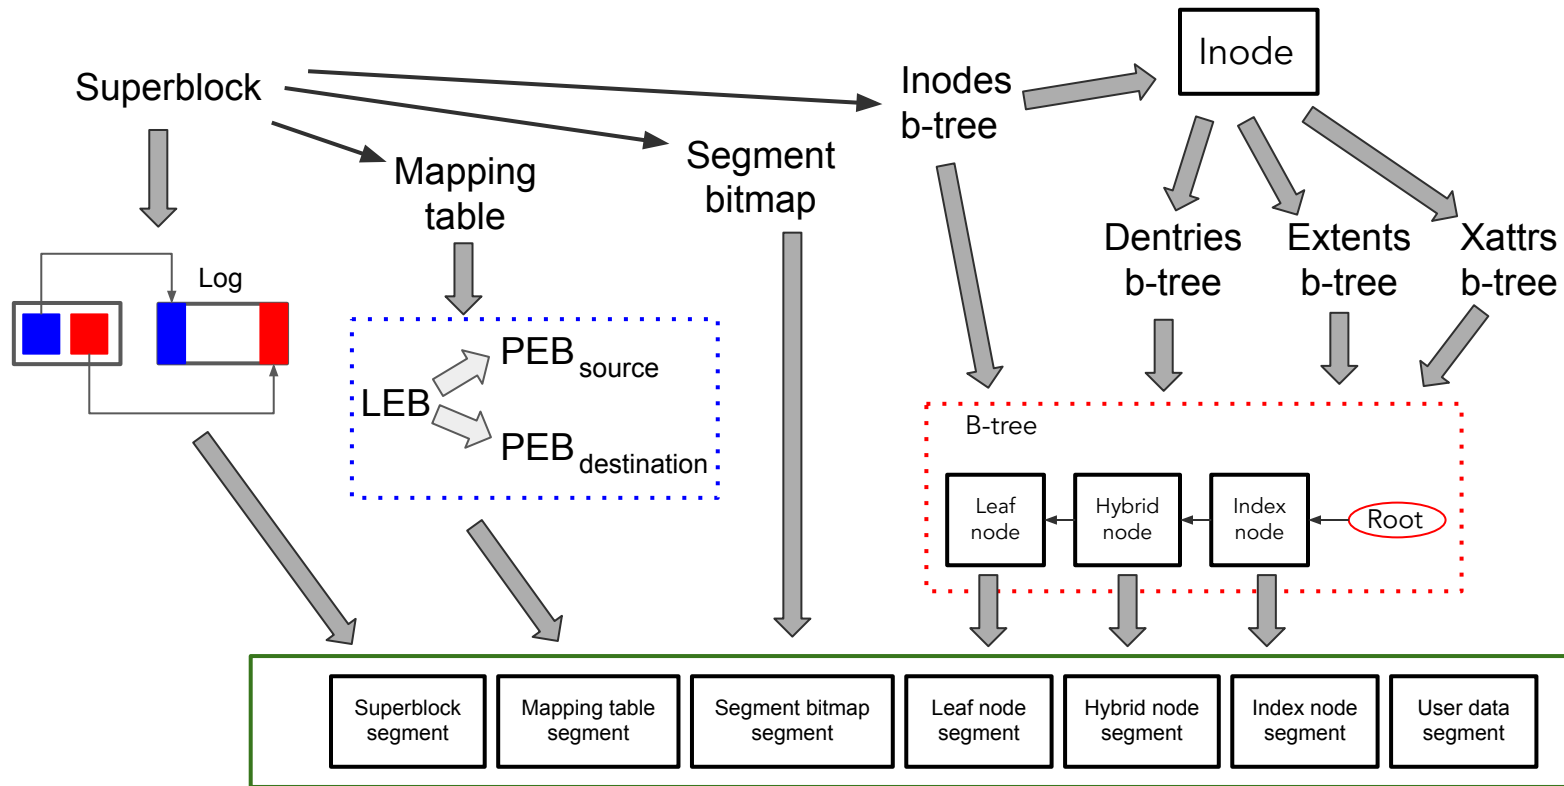 Superblock
Inodes
b-tree
Inode
Mapping
table
Segment
bitmap
Dentries
b-tree
Extents
b-tree
Xattrs
b-tree
Log
LEB
PEB source
PEB destination
B-tree
Leaf
node
Hybrid
node
Index
node
Root
Superblock
segment
Mapping table
segment
Segment bitmap
segment
Leaf node
segment
Hybrid node
segment
Index node
segment
User data
segment